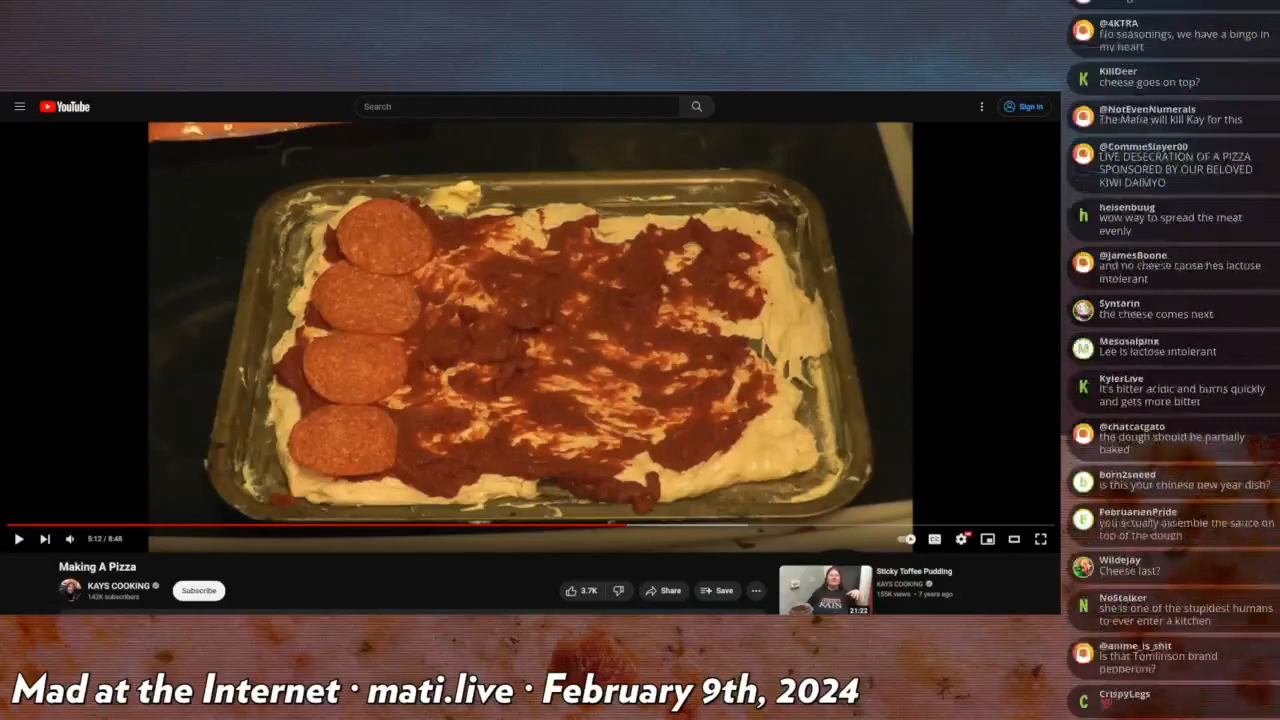 @4KTRA
No seasonings, we have a bingo in
my heart
KillDeer
cheese goes on top?
@NotEvenNumerals
The Mafia will kill Kay for this
@CommieSlayer00
LIVE DESECRATION OF A PIZZA
SPONSORED BY OUR BELOVED
KIWI DAIMYO
heisenbuug
wow way to spread the meat
evenly
@JamesBoone
and no cheese cause hes lactose
intolerant
Syntarin
the cheese comes next
Mesosalpinx
Lee is lactose intolerant
KylerLive
It's bitter acidic and burns quickly
and gets more bitter
@chatcatgato
the dough should be partially
baked
born2sneed
is this your chinese new year dish?
FebruarienPride
you actually assemble the sauce on
top of the dough
Wildejay
Cheese last?
NoStalker
she is one of the stupidest humans
to ever enter a kitchen
@anime_is_shit
Is that Tomlinson brand
pepperoni?
CrispyLegs
YouTube
Search
Sign in
5:12 / 8:48
CC
Making A Pizza
KAYS COOKING
142K subscribers
Subscribe
3.7K
Share
Save
Sticky Toffee Pudding
KAYS COOKING
155K views • 7 years ago
21:22
Mad at the Internet · mati.live · February 9th, 2024